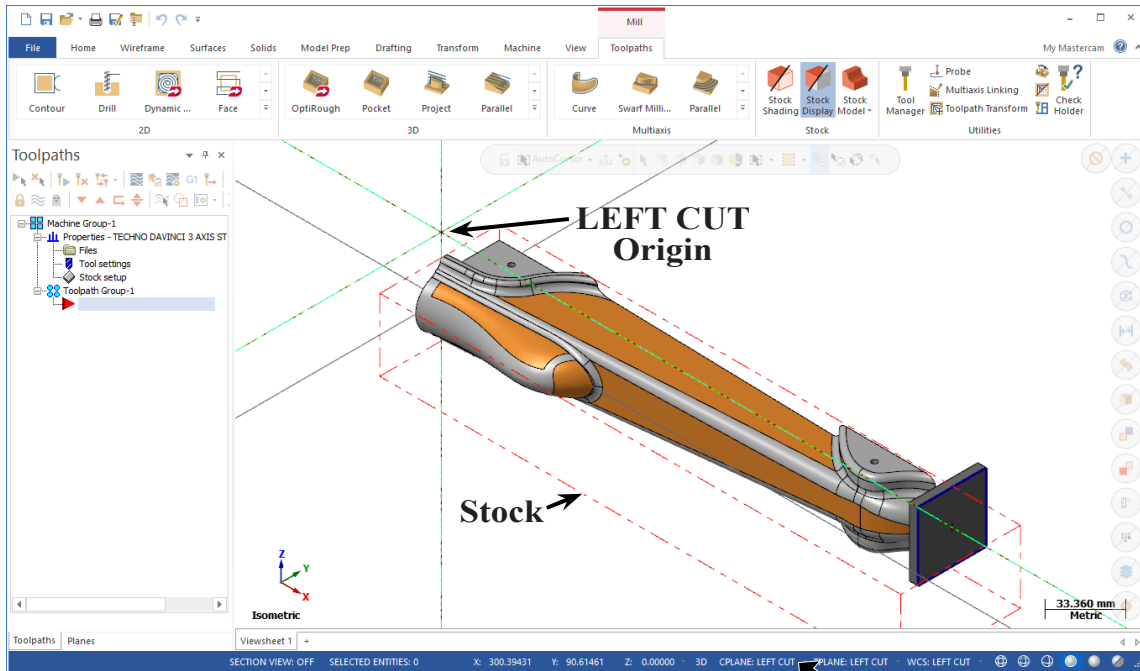 Mill
File
Home
Wireframe
Surfaces
Solids
Model Prep
Drafting
Transform
Machine
View
Toolpaths
My Mastercam
Contour
Drill
Dynamic ...
Face
2D
OptiRough
Pocket
Project
Parallel
3D
Curve
Swarf Milli...
Parallel
Multiaxis
Stock Shading
Stock Display
Stock Model
Stock
Tool Manager
Probe
Multiaxis Linking
Toolpath Transform
Check Holder
Utilities
Toolpaths
G1
Machine Group-1
Properties - TECHNO DAVINCI 3 AXIS ST
Files
Tool settings
Stock setup
Toolpath Group-1
AutoCursor
LEFT CUT
Origin
Stock
Z
Y
X
Isometric
33.360 mm
Metric
Toolpaths
Planes
Viewsheet 1
+
SECTION VIEW: OFF
SELECTED ENTITIES: 0
X: 300.39431
Y: 90.61461
Z: 0.00000
3D
CPLANE: LEFT CUT
PLANE: LEFT CUT
WCS: LEFT CUT